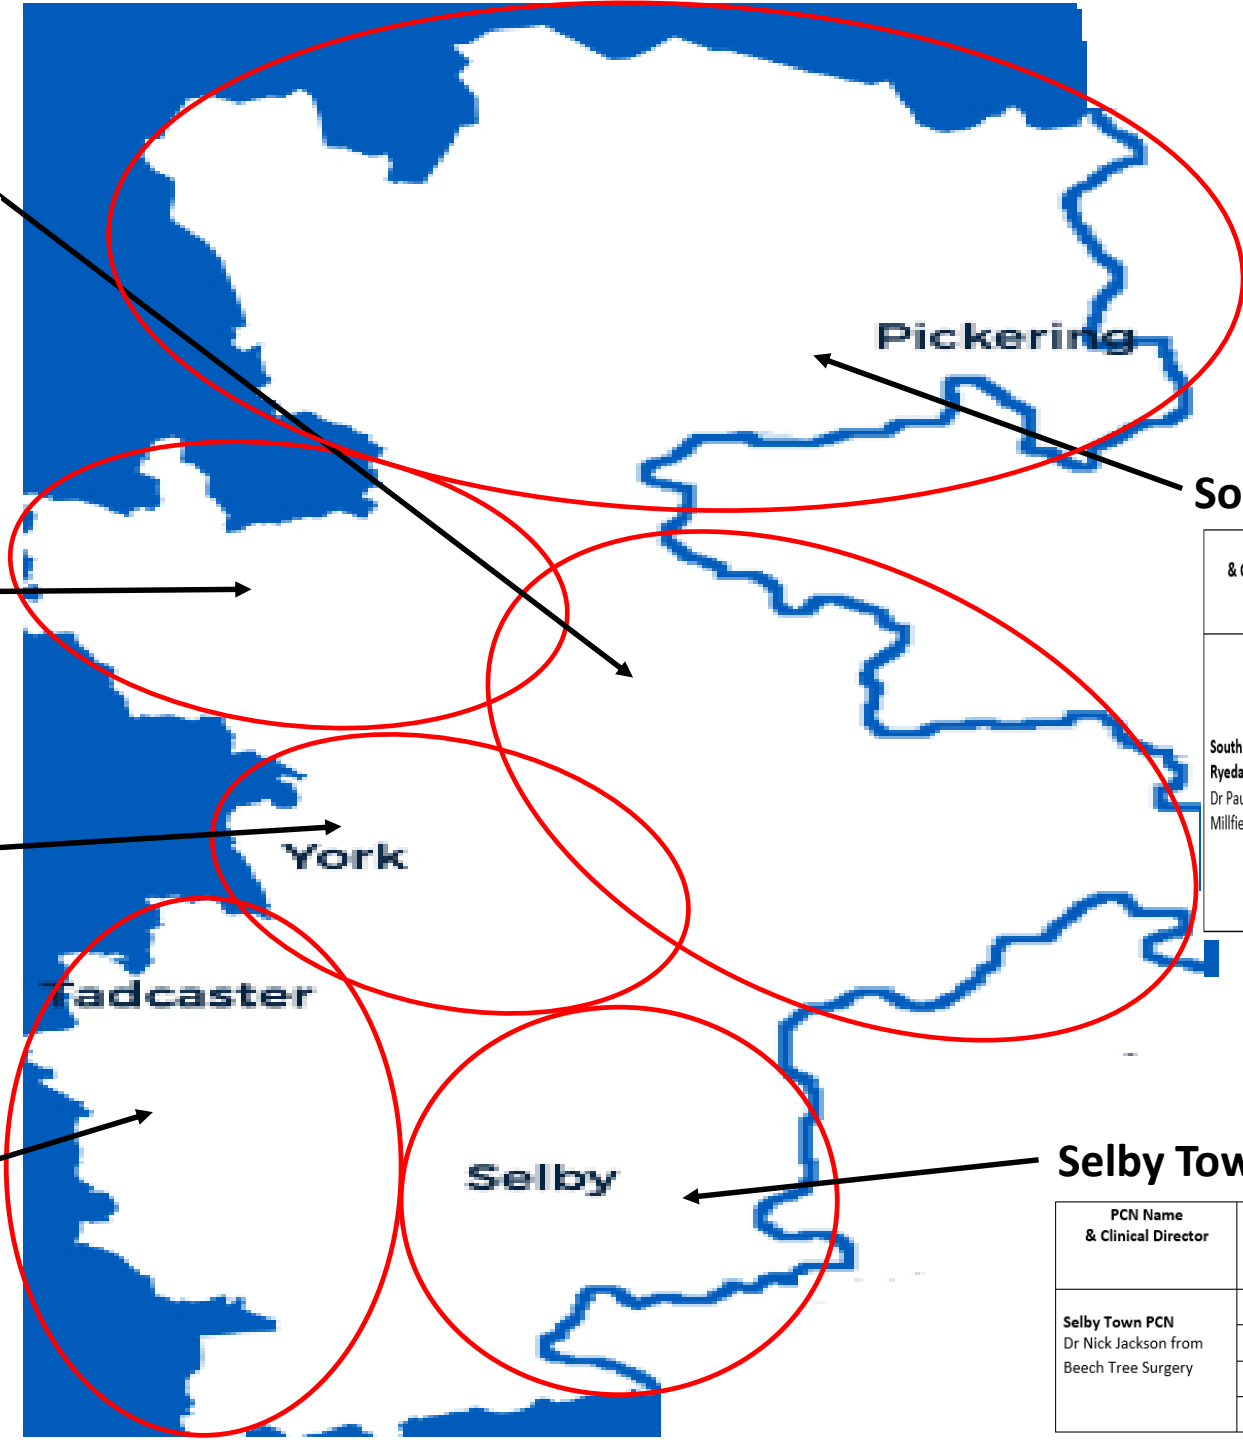 Pickering
So
& C
South
Ryeda
Dr Pau
Millfie
York
Tadcaster
Selby
Selby Tow
PCN Name
& Clinical Director
Selby Town PCN
Dr Nick Jackson from
Beech Tree Surgery